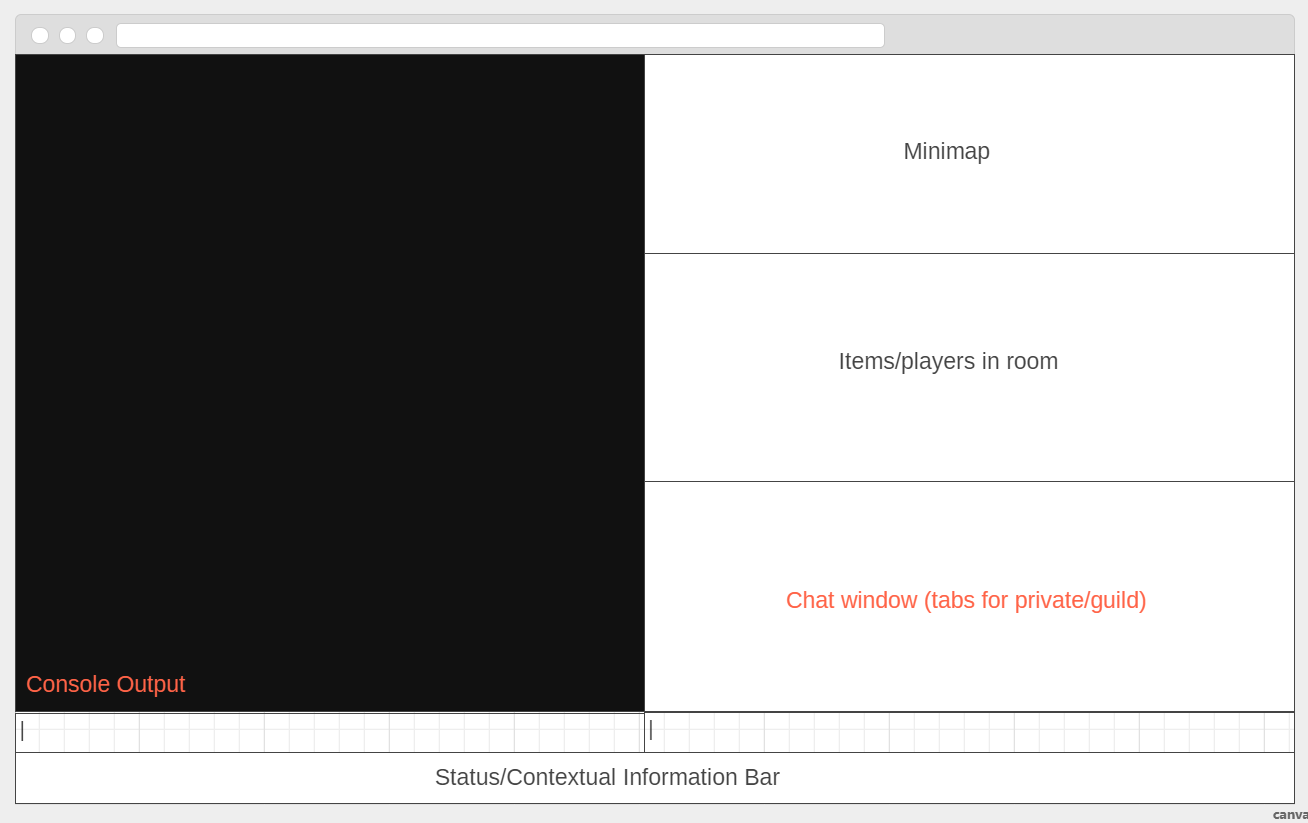 Minimap
Items/players in room
Chat window (tabs for private/guild)
Console Output
|
|
Status/Contextual Information Bar
canva